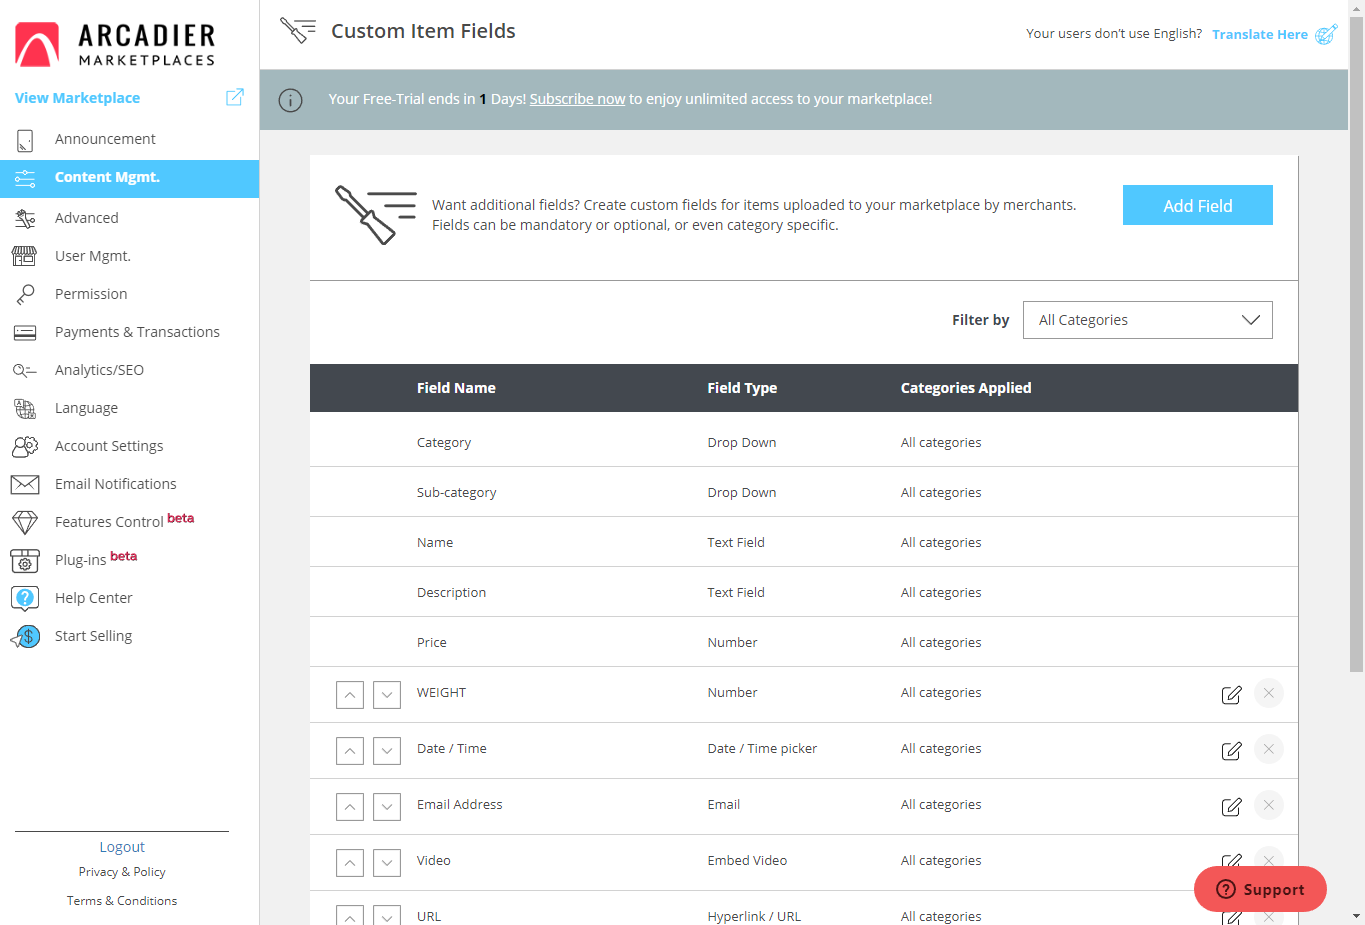 ARCADIER
MARKETPLACES
View Marketplace
Announcement
Content Mgmt.
Advanced
User Mgmt.
Permission
Payments & Transactions
Analytics/SEO
Language
Account Settings
Email Notifications
Features Control beta
Plug-ins beta
Help Center
Start Selling
Logout
Privacy & Policy
Terms & Conditions
Custom Item Fields
Your users don't use English? Translate Here
Your Free-Trial ends in 1 Days! Subscribe now to enjoy unlimited access to your marketplace!
Want additional fields? Create custom fields for items uploaded to your marketplace by merchants.
Fields can be mandatory or optional, or even category specific.
Add Field
Filter by All Categories
Field Name Field Type Categories Applied
Category Drop Down All categories
Sub-category Drop Down All categories
Name Text Field All categories
Description Text Field All categories
Price Number All categories
WEIGHT Number All categories
Date / Time Date / Time picker All categories
Email Address Email All categories
Video Embed Video All categories
URL Hyperlink / URL All categories
Support